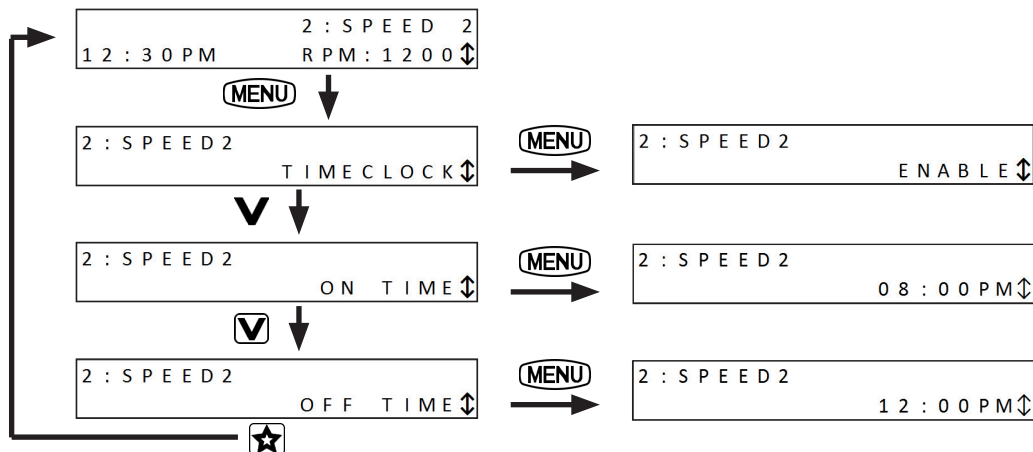 2:SPEED 2
12:30PM RPM:1200
MENU
2:SPEED2
TIMECLOCK
MENU
2:SPEED2
ENABLE
2:SPEED2
ON TIME
MENU
2:SPEED2
08:00PM
2:SPEED2
OFF TIME
MENU
2:SPEED2
12:00PM